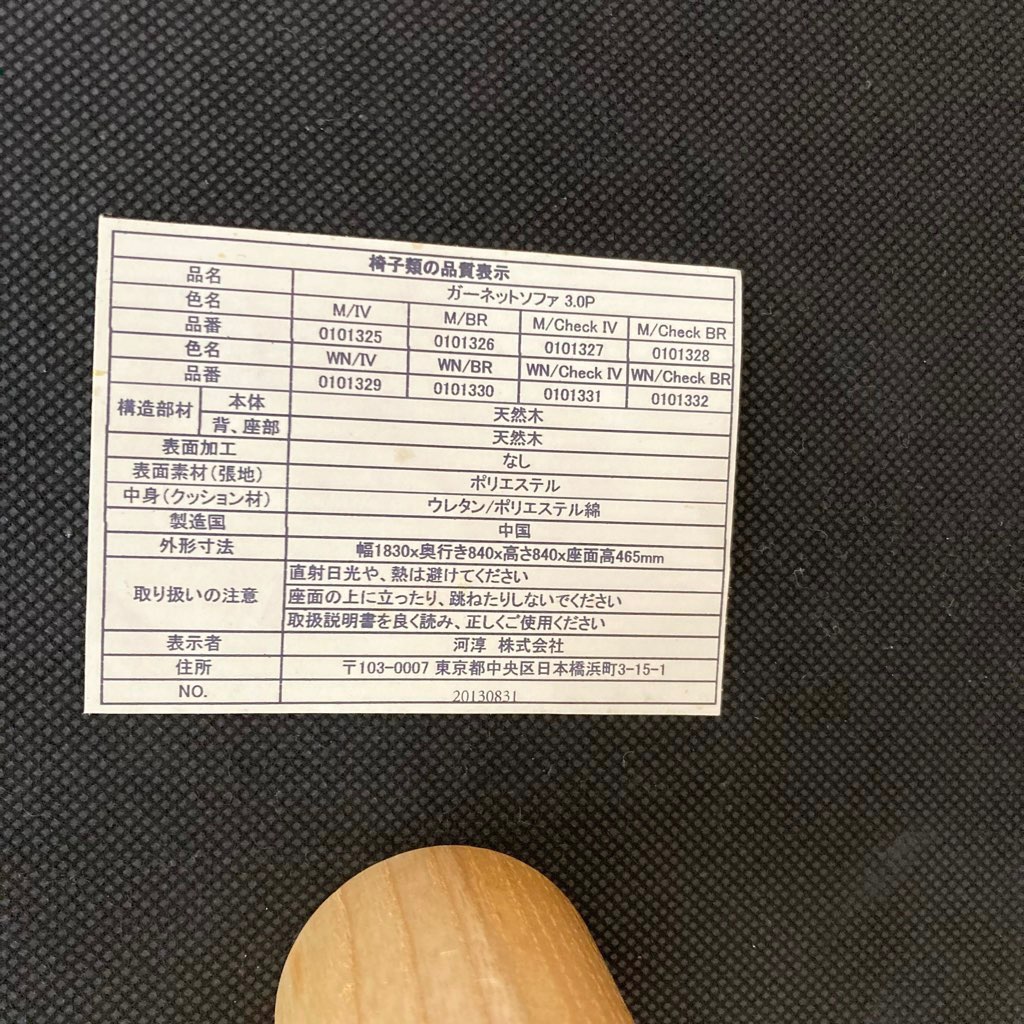 椅子類の品質表示
品名 ガーネットソファ 3.0P
色名 M/IV M/BR M/Check IV M/Check BR
品番 0101325 0101326 0101327 0101328
色名 WN/IV WN/BR WN/Check IV WN/Check BR
品番 0101329 0101330 0101331 0101332
構造部材 本体 天然木
背、座部 天然木
表面加工 なし
表面素材(張地) ポリエステル
中身(クッション材) ウレタン/ポリエステル綿
製造国 中国
外形寸法 幅1830x奥行き840x高さ840x座面高465mm
取り扱いの注意 直射日光や、熱は避けてください
座面の上に立ったり、跳ねたりしないでください
取扱説明書を良く読み、正しくご使用ください
表示者 河淳 株式会社
住所 〒103-0007 東京都中央区日本橋浜町3-15-1
NO. 20130831